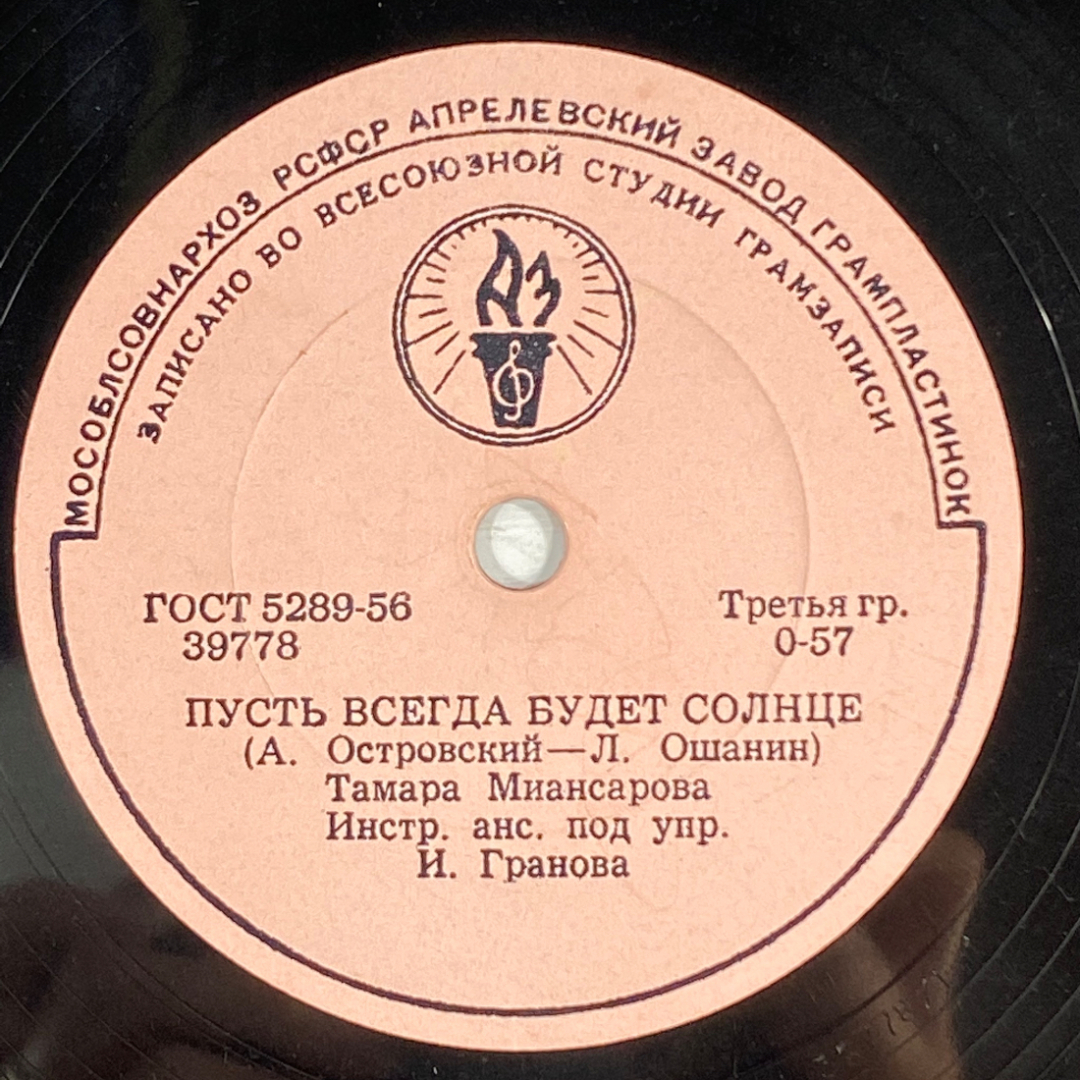 МОСОБЛСОВНАРХОЗ РСФСР АПРЕЛЕВСКИЙ ЗАВОД ГРАМПЛАСТИНОК
ЗАПИСАНО ВО ВСЕСОЮЗНОЙ СТУДИИ ГРАМЗАПИСИ
АЗ
ГОСТ 5289-56
39778
Третья гр.
0-57
ПУСТЬ ВСЕГДА БУДЕТ СОЛНЦЕ
(А. Островский—Л. Ошанин)
Тамара Миансарова
Инстр. анс. под упр.
И. Гранова